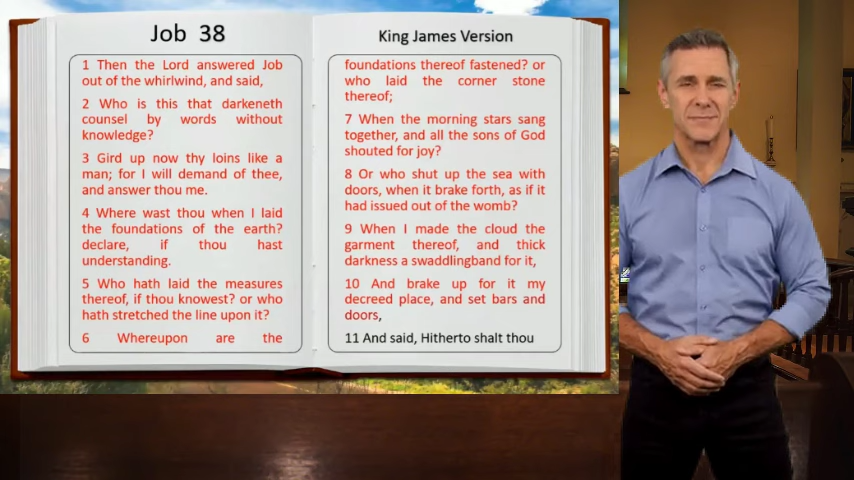 Job 38
1 Then the Lord answered Job
out of the whirlwind, and said,
2 Who is this that darkeneth
counsel by words without
knowledge?
3 Gird up now thy loins like a
man; for I will demand of thee,
and answer thou me.
4 Where wast thou when I laid
the foundations of the earth?
declare, if thou hast
understanding.
5 Who hath laid the measures
thereof, if thou knowest? or who
hath stretched the line upon it?
6 Whereupon are the
King James Version
foundations thereof fastened? or
who laid the corner stone
thereof;
7 When the morning stars sang
together, and all the sons of God
shouted for joy?
8 Or who shut up the sea with
doors, when it brake forth, as if it
had issued out of the womb?
9 When I made the cloud the
garment thereof, and thick
darkness a swaddlingband for it,
10 And brake up for it my
decreed place, and set bars and
doors,
11 And said, Hitherto shalt thou